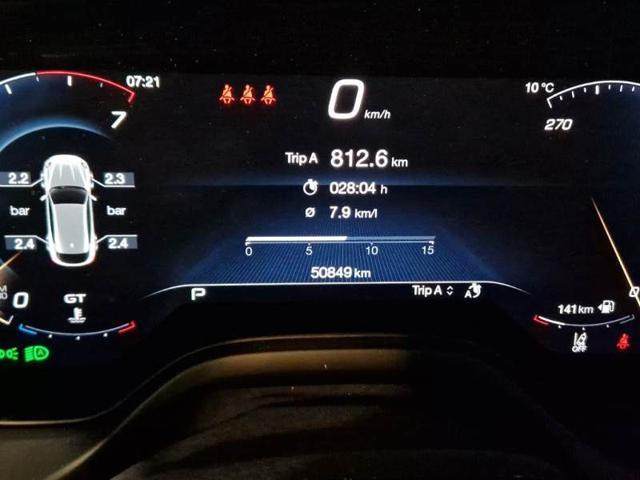 07:21
0 km/h
10 °C
7
270
Trip A 812.6 km
2.2 2.3
028:04 h
bar bar
Ø 7.9 km/l
2.4 2.4
0 5 10 15
50849 km
0
GT
P
Trip A
A
141 km
OFF